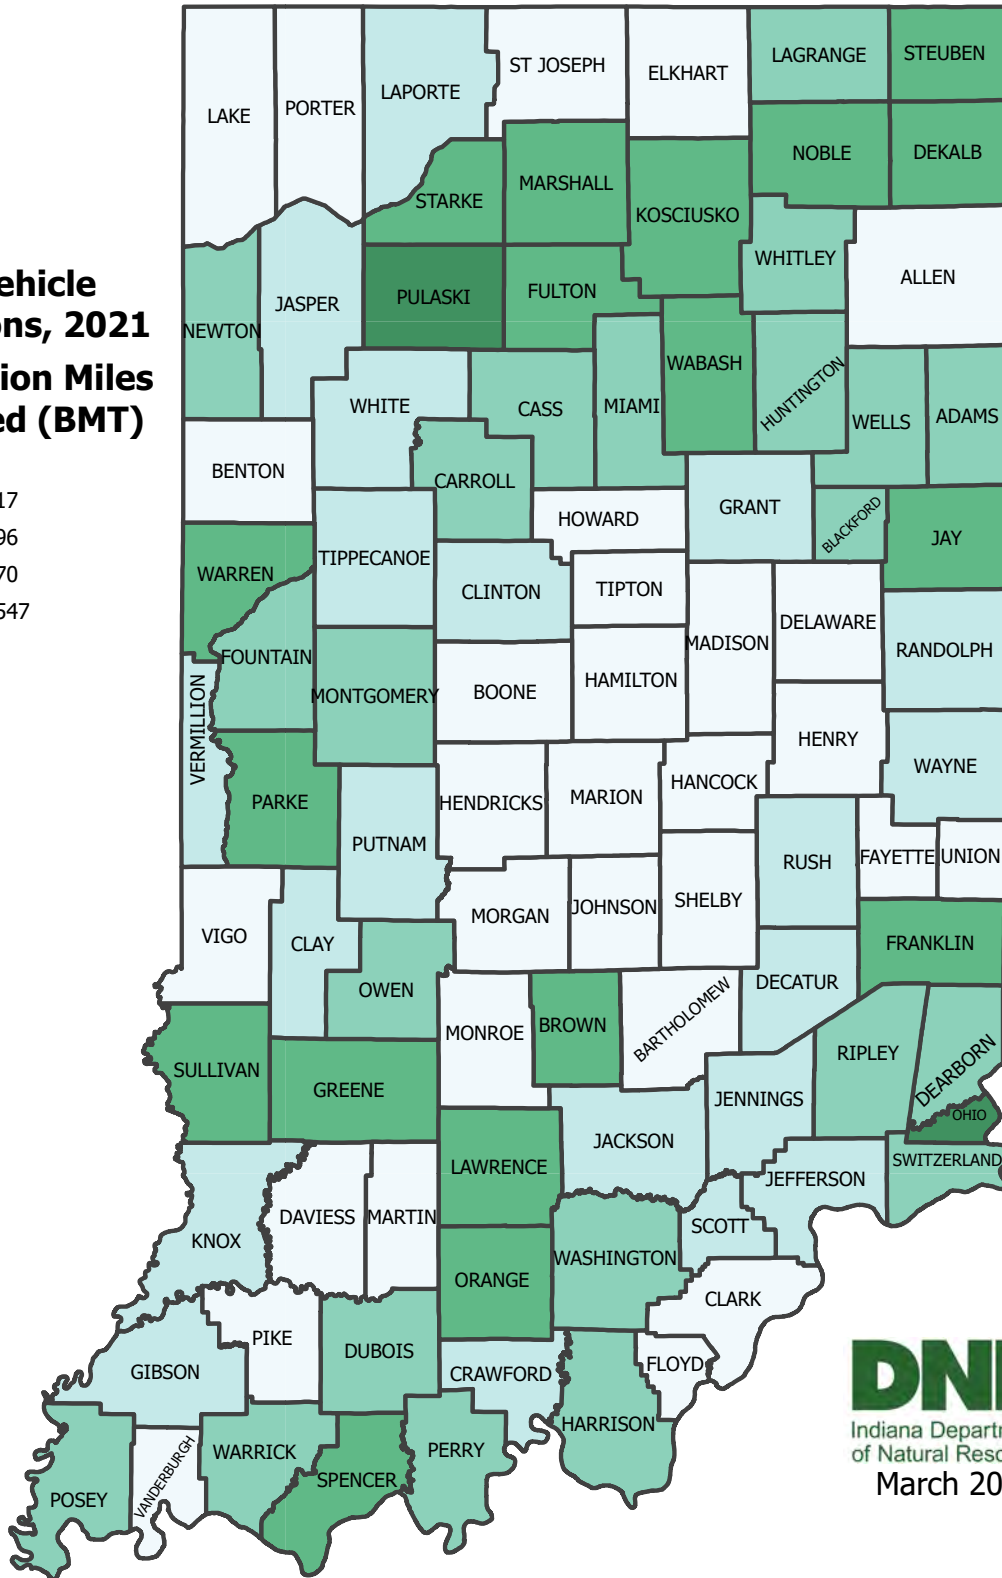 ehicle
ons, 2021
ion Miles
ed (BMT)
17
96
70
547
LAKE
PORTER
LAPORTE
ST JOSEPH
ELKHART
LAGRANGE
STEUBEN
NOBLE
DEKALB
STARKE
MARSHALL
KOSCIUSKO
WHITLEY
ALLEN
NEWTON
JASPER
PULASKI
FULTON
WABASH
HUNTINGTON
WHITE
CASS
MIAMI
WELLS
ADAMS
BENTON
CARROLL
HOWARD
GRANT
BLACKFORD
JAY
WARREN
TIPPECANOE
CLINTON
TIPTON
MADISON
DELAWARE
RANDOLPH
FOUNTAIN
MONTGOMERY
BOONE
HAMILTON
VERMILLION
HENRY
WAYNE
PARKE
PUTNAM
HENDRICKS
MARION
HANCOCK
RUSH
FAYETTE
UNION
VIGO
CLAY
MORGAN
JOHNSON
SHELBY
FRANKLIN
OWEN
DECATUR
MONROE
BROWN
BARTHOLOMEW
SULLIVAN
GREENE
JENNINGS
RIPLEY
DEARBORN
OHIO
JACKSON
LAWRENCE
JEFFERSON
SWITZERLAND
KNOX
DAVIESS
MARTIN
SCOTT
WASHINGTON
ORANGE
CLARK
PIKE
DUBOIS
GIBSON
CRAWFORD
FLOYD
HARRISON
POSEY
VANDERBURGH
WARRICK
SPENCER
PERRY
DN
Indiana Departm
of Natural Reso
March 20